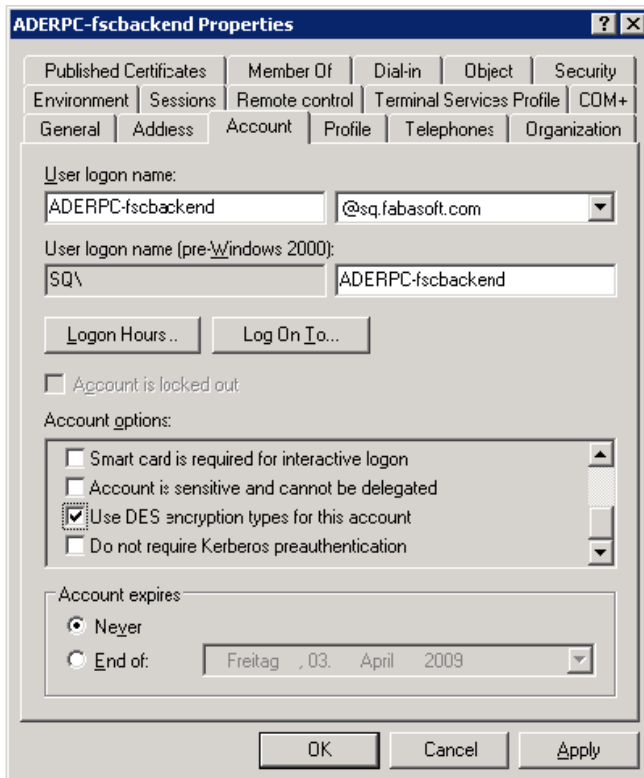 ADERPC-fscbackend Properties
Published Certificates Member Of Dial-in Object Security
Environment Sessions Remote control Terminal Services Profile COM+
General Address Account Profile Telephones Organization
User logon name:
ADERPC-fscbackend @sq.fabasoft.com
User logon name (pre-Windows 2000):
SQ\ ADERPC-fscbackend
Logon Hours... Log On To...
Account is locked out
Account options:
Smart card is required for interactive logon
Account is sensitive and cannot be delegated
Use DES encryption types for this account
Do not require Kerberos preauthentication
Account expires
Never
End of: Freitag , 03. April 2009
OK Cancel Apply